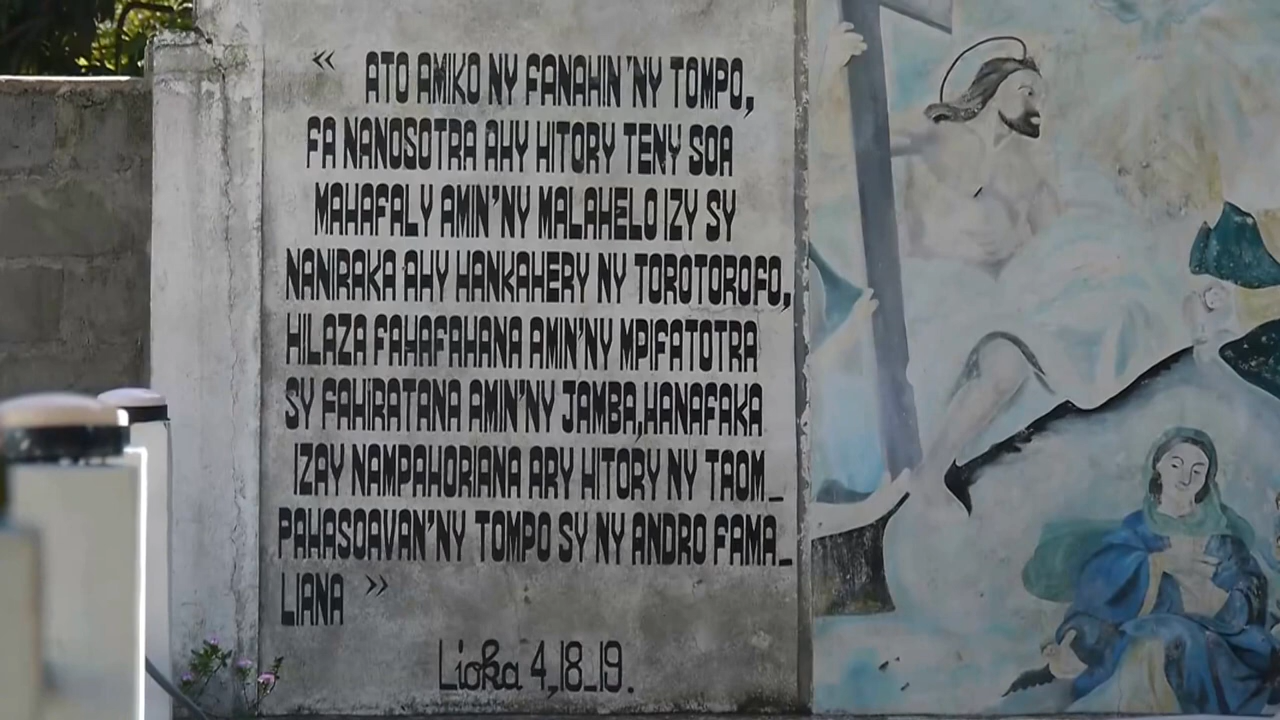 « ATO AMIKO NY FANAHIN'NY TOMPO,
FA NANOSOTRA AHY HITORY TENY SOA
MAHAFALY AMIN'NY MALAHELO IZY SY
NANIRAKA AHY HANKAHERY NY TOROTOROFO,
HILAZA FAHAFAHANA AMIN'NY MPIFATOTRA
SY FAHIRATANA AMIN'NY JAMBA,HANAFAKA
IZAY NAMPAHORIANA ARY HITORY NY TAOM_
PAHASOAVAN'NY TOMPO SY NY ANDRO FAMA_
LIANA »
Lioka 4,18_19.